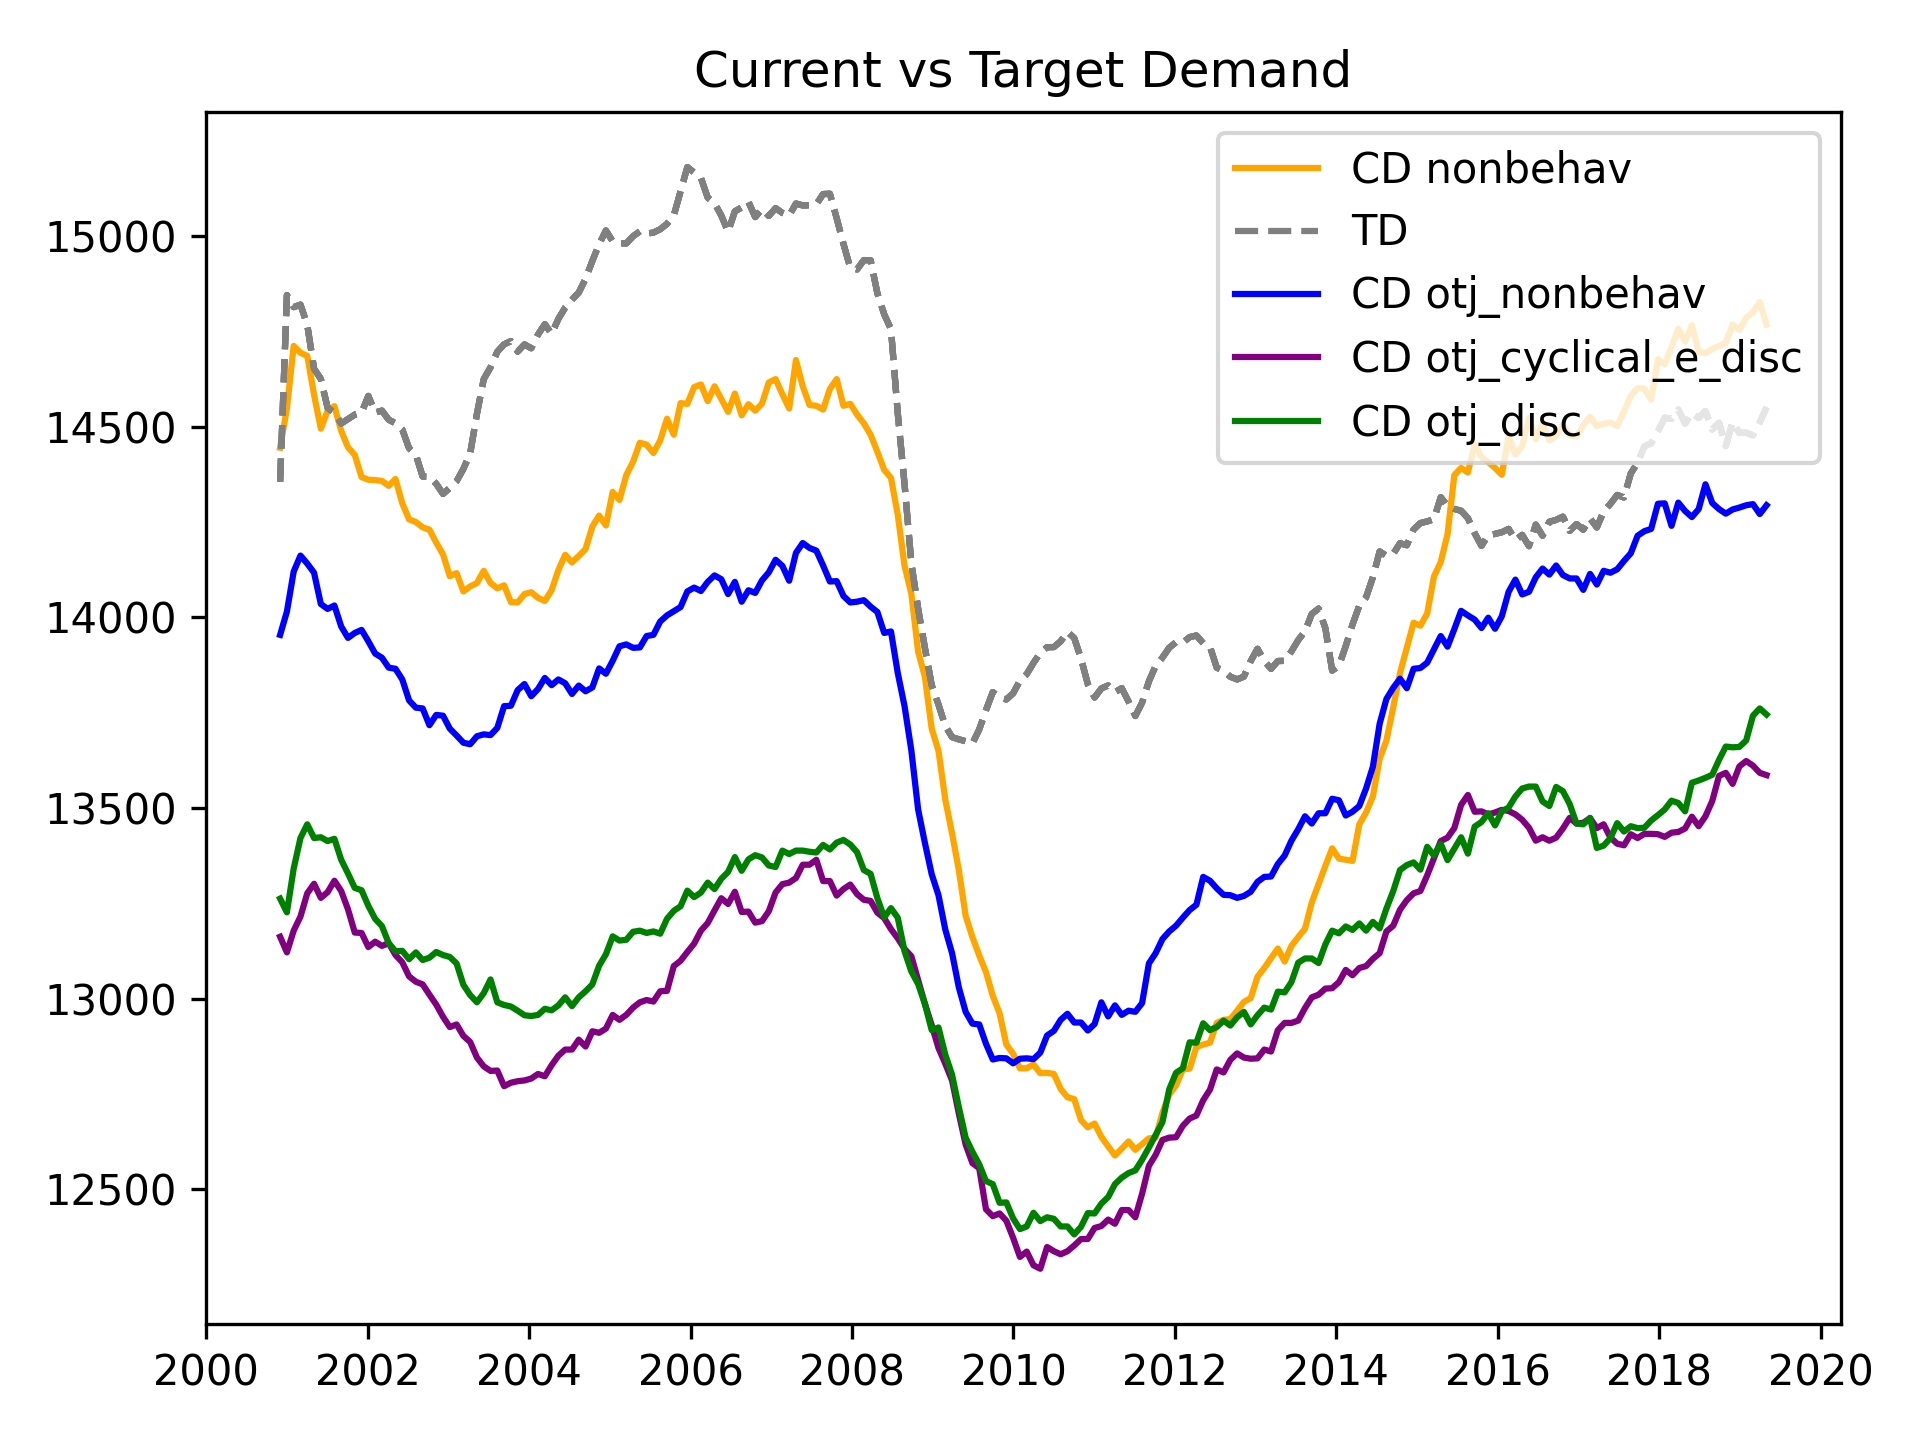 Current vs Target Demand
CD nonbehav
TD
CD otj_nonbehav
CD otj_cyclical_e_disc
CD otj_disc
15000
14500
14000
13500
13000
12500
2000 2002 2004 2006 2008 2010 2012 2014 2016 2018 2020